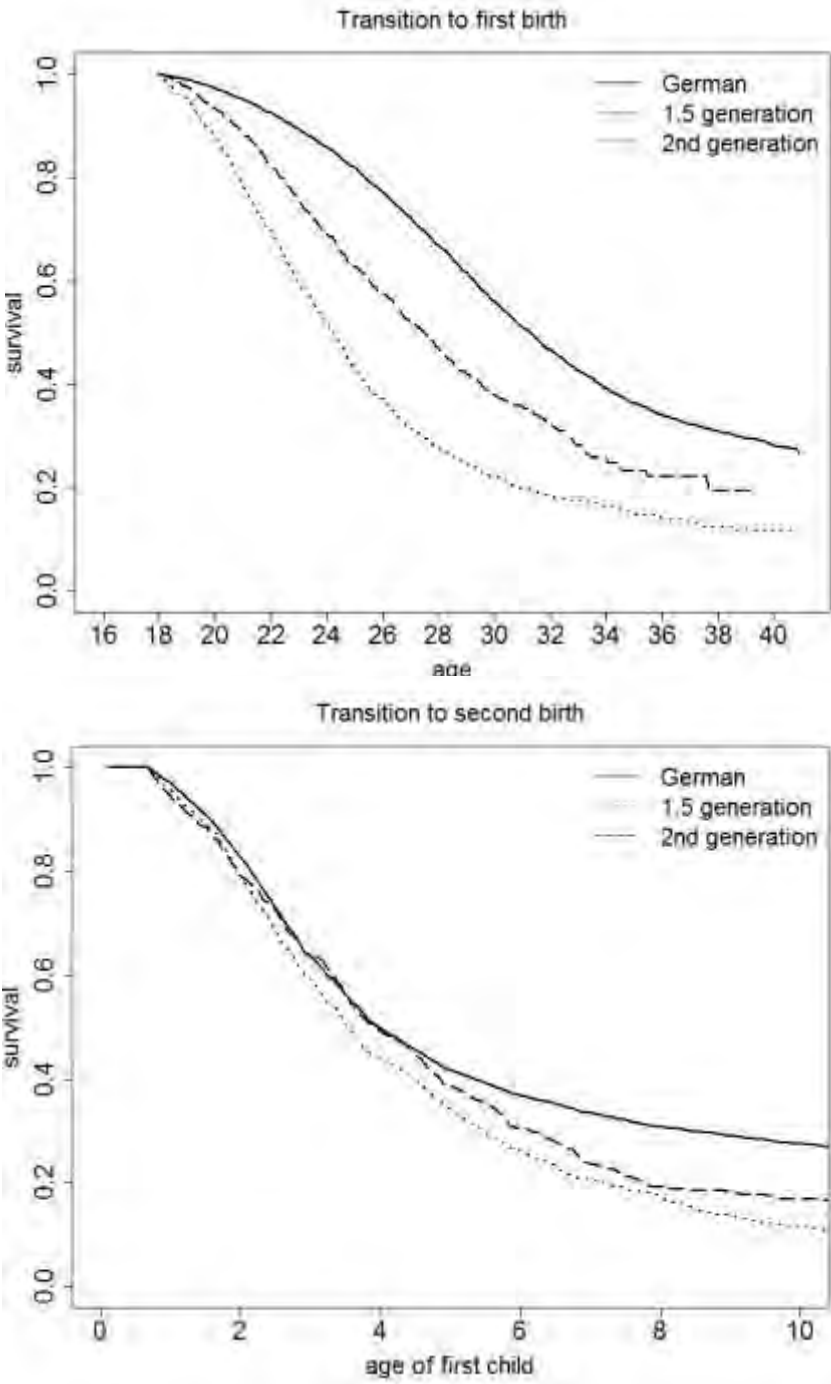 Transition to first birth
German
1.5 generation
2nd generation
survival
1.0
0.8
0.6
0.4
0.2
0.0
16 18 20 22 24 26 28 30 32 34 36 38 40
age
Transition to second birth
German
1.5 generation
2nd generation
survival
1.0
0.8
0.6
0.4
0.2
0.0
0 2 4 6 8 10
age of first child